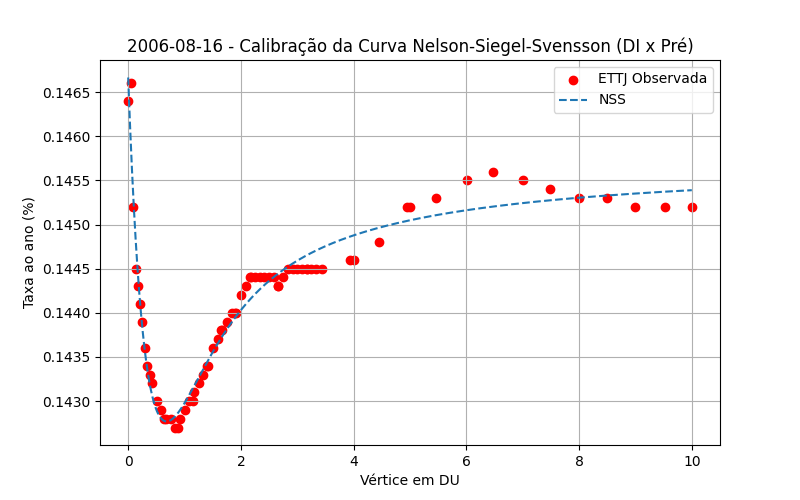 2006-08-16 - Calibração da Curva Nelson-Siegel-Svensson (DI x Pré)
ETTJ Observada
NSS
Taxa ao ano (%)
0.1465
0.1460
0.1455
0.1450
0.1445
0.1440
0.1435
0.1430
0 2 4 6 8 10
Vértice em DU